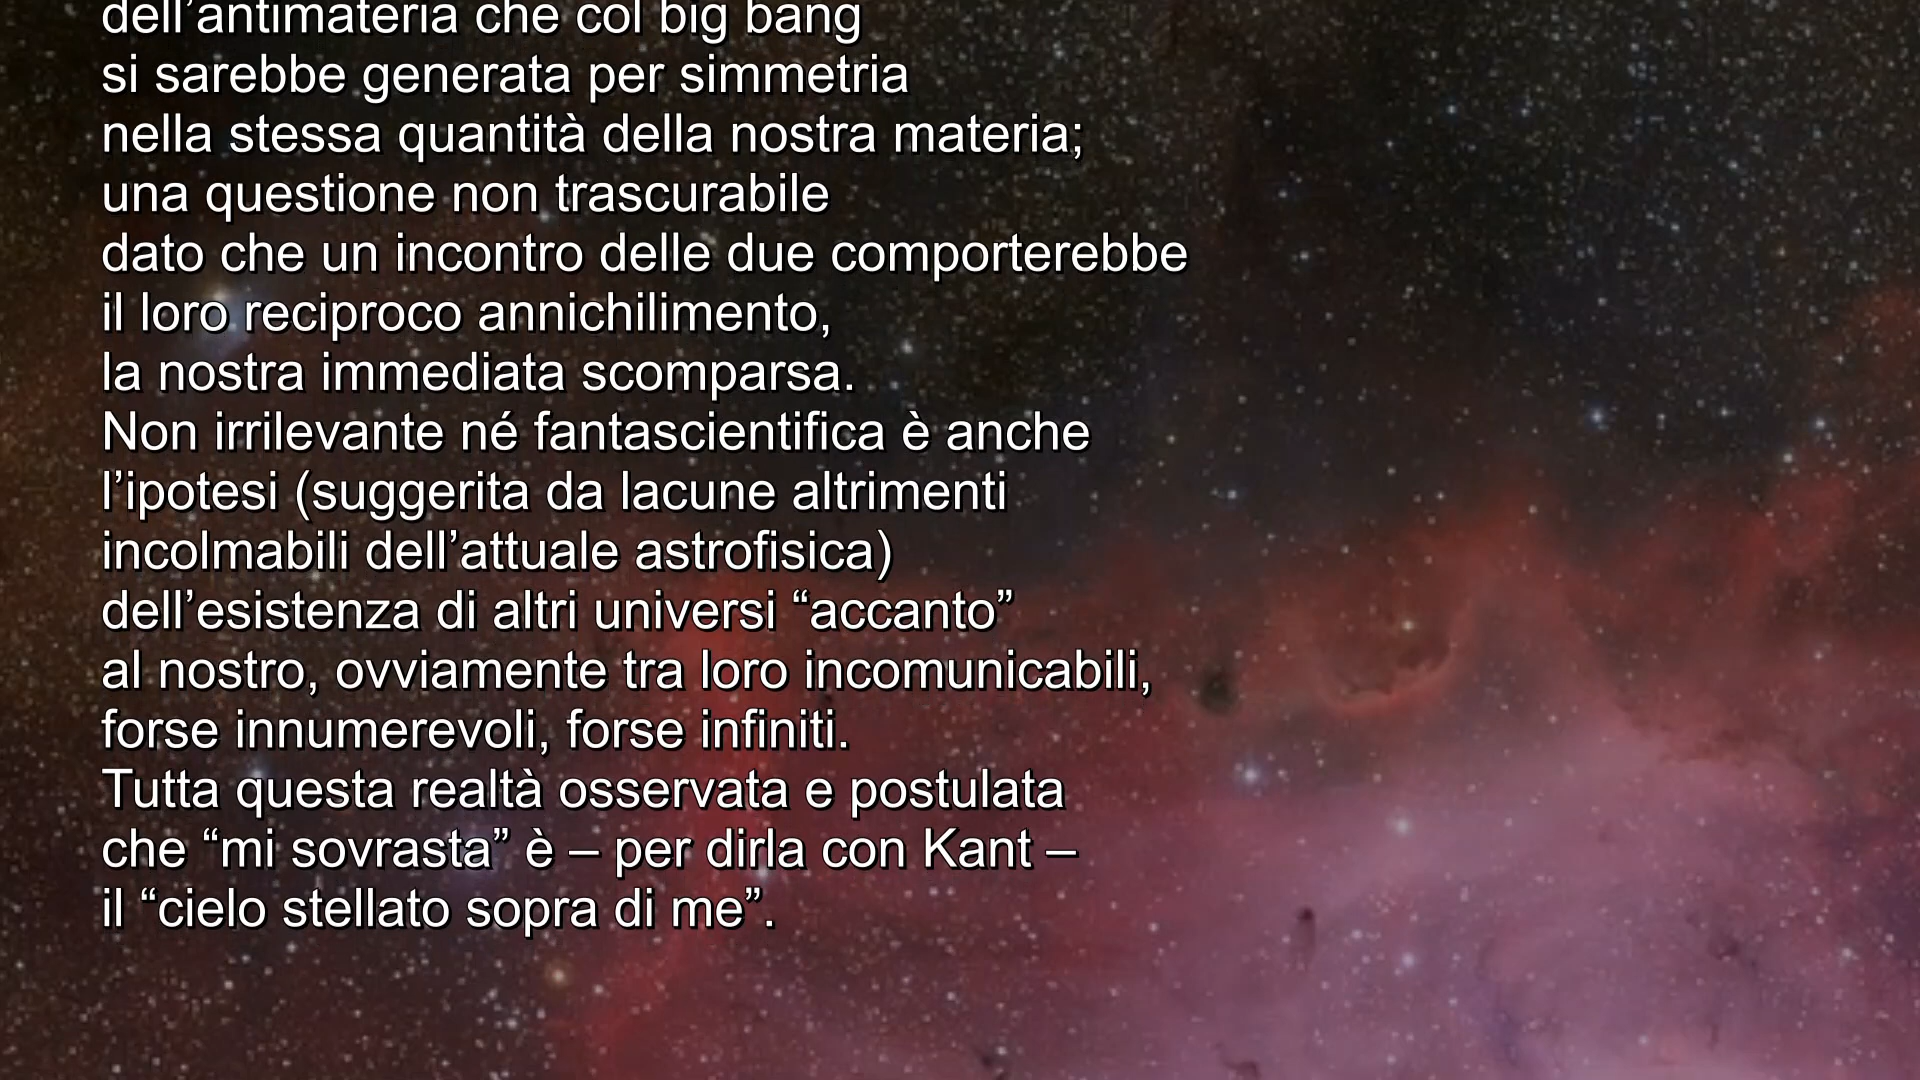 dell’antimateria che col big bang
si sarebbe generata per simmetria
nella stessa quantità della nostra materia;
una questione non trascurabile
dato che un incontro delle due comporterebbe
il loro reciproco annichilimento,
la nostra immediata scomparsa.
Non irrilevante né fantascientifica è anche
l’ipotesi (suggerita da lacune altrimenti
incolmabili dell’attuale astrofisica)
dell’esistenza di altri universi “accanto”
al nostro, ovviamente tra loro incomunicabili,
forse innumerevoli, forse infiniti.
Tutta questa realtà osservata e postulata
che “mi sovrasta” è – per dirla con Kant –
il “cielo stellato sopra di me”.